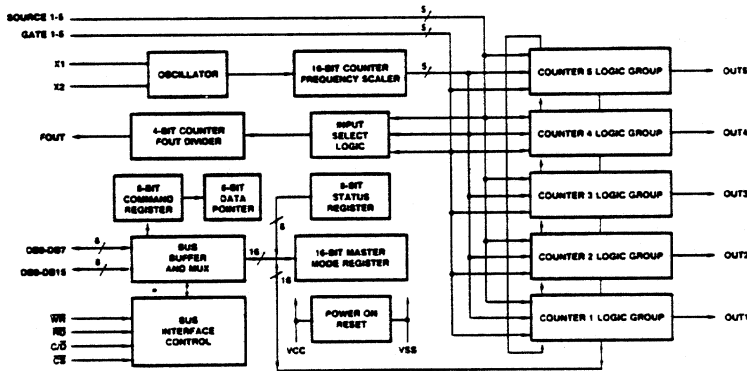 SOURCE 1-5
5
GATE 1-5
5
X1
X2
OSCILLATOR
16-BIT COUNTER
FREQUENCY SCALER
5
COUNTER 5 LOGIC GROUP
OUT5
FOUT
4-BIT COUNTER
FOUT DIVIDER
INPUT
SELECT
LOGIC
COUNTER 4 LOGIC GROUP
OUT4
8-BIT
COMMAND
REGISTER
6-BIT
DATA
POINTER
8-BIT
STATUS
REGISTER
COUNTER 3 LOGIC GROUP
OUT3
8
DB0-DB7
8
DB8-DB15
8
BUS
BUFFER
AND MUX
16
16-BIT MASTER
MODE REGISTER
16
COUNTER 2 LOGIC GROUP
OUT2
WR
RD
C/D
CS
BUS
INTERFACE
CONTROL
POWER ON
RESET
VCC
VSS
COUNTER 1 LOGIC GROUP
OUT1